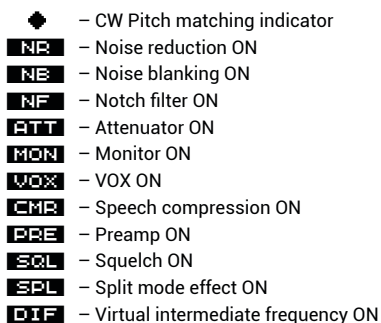 – CW Pitch matching indicator
NR – Noise reduction ON
NB – Noise blanking ON
NF – Notch filter ON
ATT – Attenuator ON
MON – Monitor ON
VOX – VOX ON
CMR – Speech compression ON
PRE – Preamp ON
SQL – Squelch ON
SPL – Split mode effect ON
DIF – Virtual intermediate frequency ON